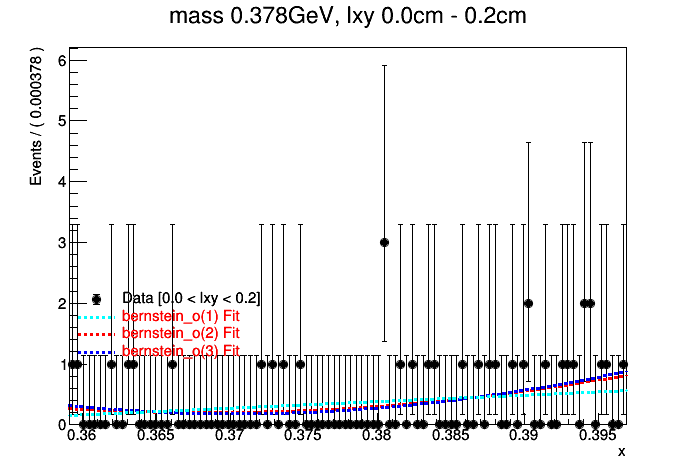 mass 0.378GeV, lxy 0.0cm - 0.2cm
Events / ( 0.000378 )
6
5
4
3
2
1
0
Data [0.0 < lxy < 0.2]
bernstein_o(1) Fit
bernstein_o(2) Fit
bernstein_o(3) Fit
0.36 0.365 0.37 0.375 0.38 0.385 0.39 0.395
x